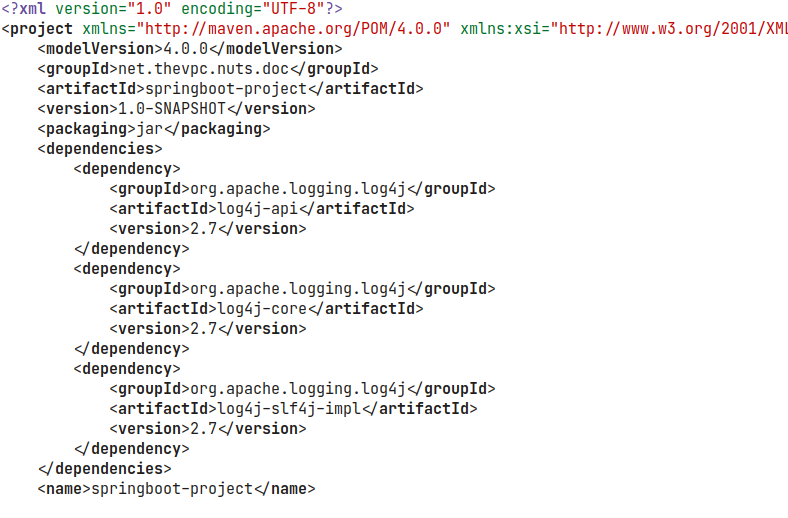 <?xml version="1.0" encoding="UTF-8"?>
<project xmlns="http://maven.apache.org/POM/4.0.0" xmlns:xsi="http://www.w3.org/2001/XML
    <modelVersion>4.0.0</modelVersion>
    <groupId>net.thevpc.nuts.doc</groupId>
    <artifactId>springboot-project</artifactId>
    <version>1.0-SNAPSHOT</version>
    <packaging>jar</packaging>
    <dependencies>
        <dependency>
            <groupId>org.apache.logging.log4j</groupId>
            <artifactId>log4j-api</artifactId>
            <version>2.7</version>
        </dependency>
        <dependency>
            <groupId>org.apache.logging.log4j</groupId>
            <artifactId>log4j-core</artifactId>
            <version>2.7</version>
        </dependency>
        <dependency>
            <groupId>org.apache.logging.log4j</groupId>
            <artifactId>log4j-slf4j-impl</artifactId>
            <version>2.7</version>
        </dependency>
    </dependencies>
    <name>springboot-project</name>